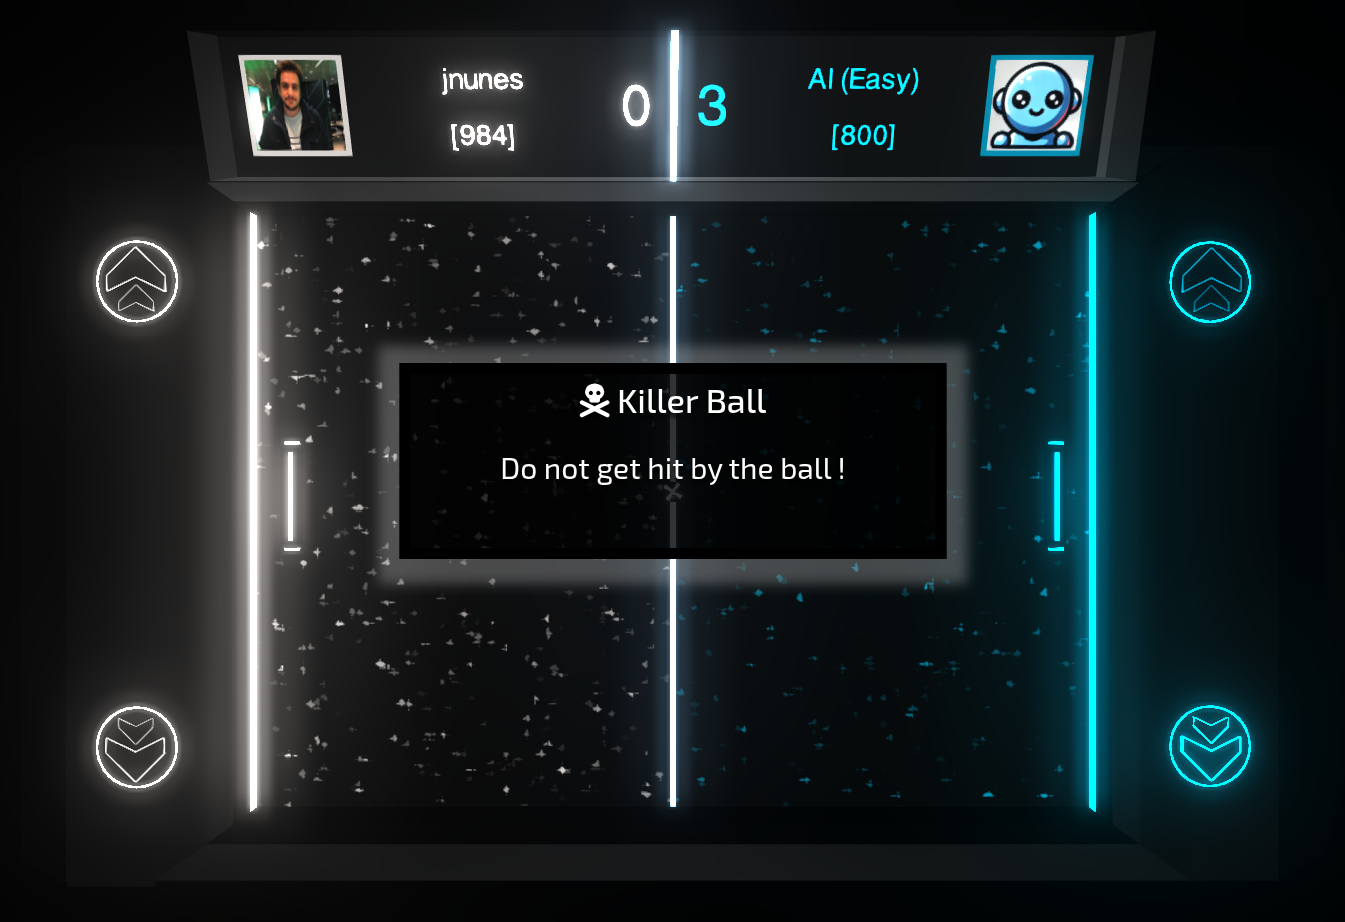 jnunes
[984]
0
3
AI (Easy)
[800]
Killer Ball
Do not get hit by the ball !